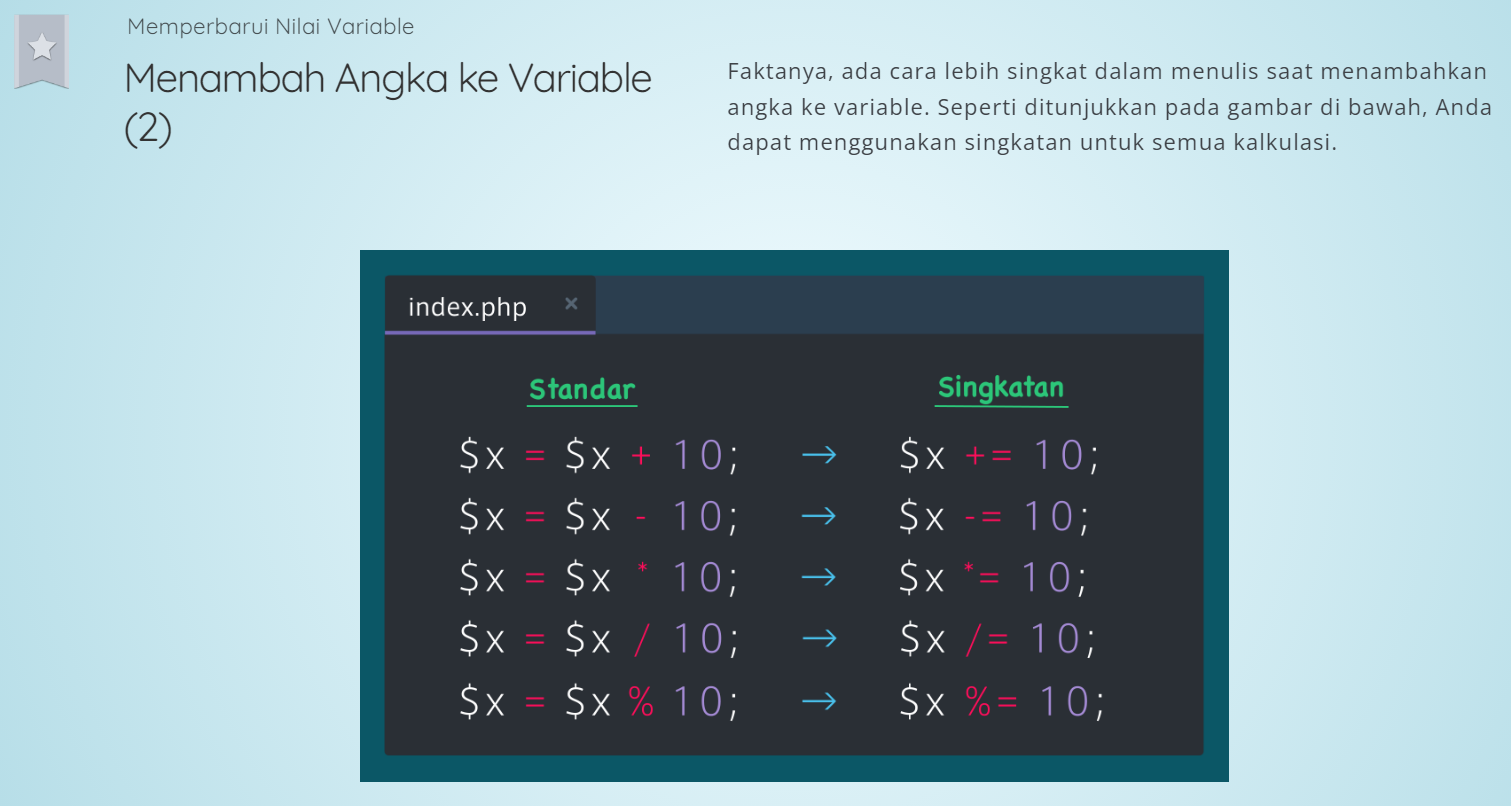 Memperbarui Nilai Variable
Menambah Angka ke Variable
(2)
Faktanya, ada cara lebih singkat dalam menulis saat menambahkan
angka ke variable. Seperti ditunjukkan pada gambar di bawah, Anda
dapat menggunakan singkatan untuk semua kalkulasi.
index.php ×
Standar Singkatan
$x = $x + 10; → $x += 10;
$x = $x - 10; → $x -= 10;
$x = $x * 10; → $x *= 10;
$x = $x / 10; → $x /= 10;
$x = $x % 10; → $x %= 10;